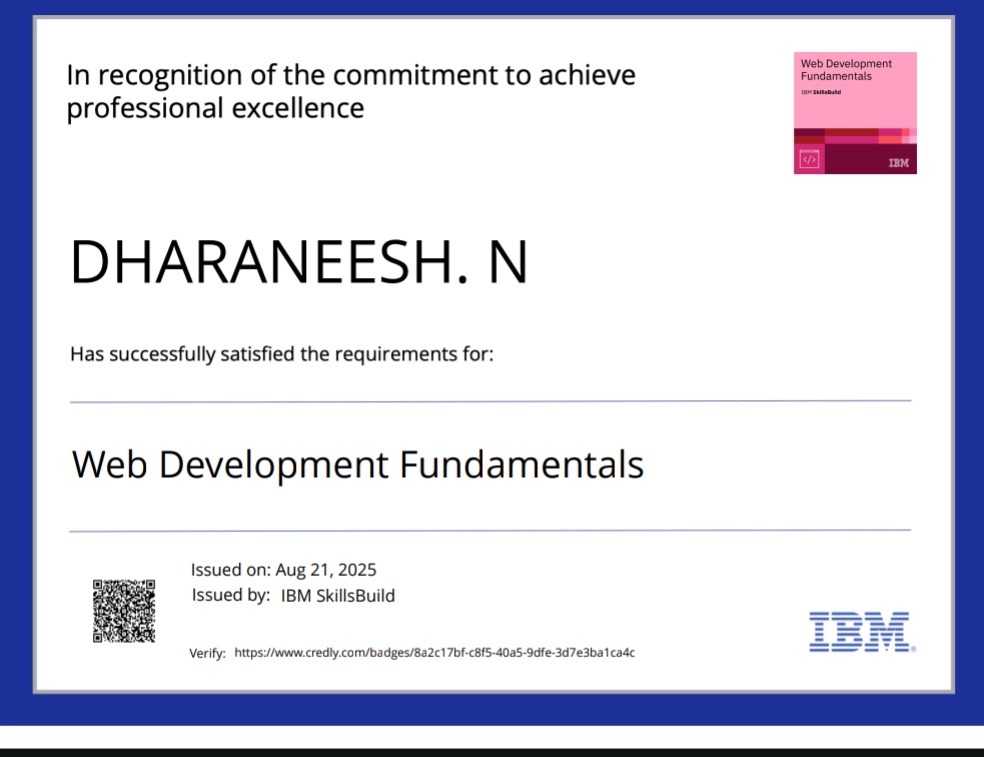 In recognition of the commitment to achieve
professional excellence
Web Development
Fundamentals
IBM SkillsBuild
</>
IBM
DHARANEESH. N
Has successfully satisfied the requirements for:
Web Development Fundamentals
Issued on: Aug 21, 2025
Issued by: IBM SkillsBuild
Verify: https://www.credly.com/badges/8a2c17bf-c8f5-40a5-9dfe-3d7e3ba1ca4c
IBM®